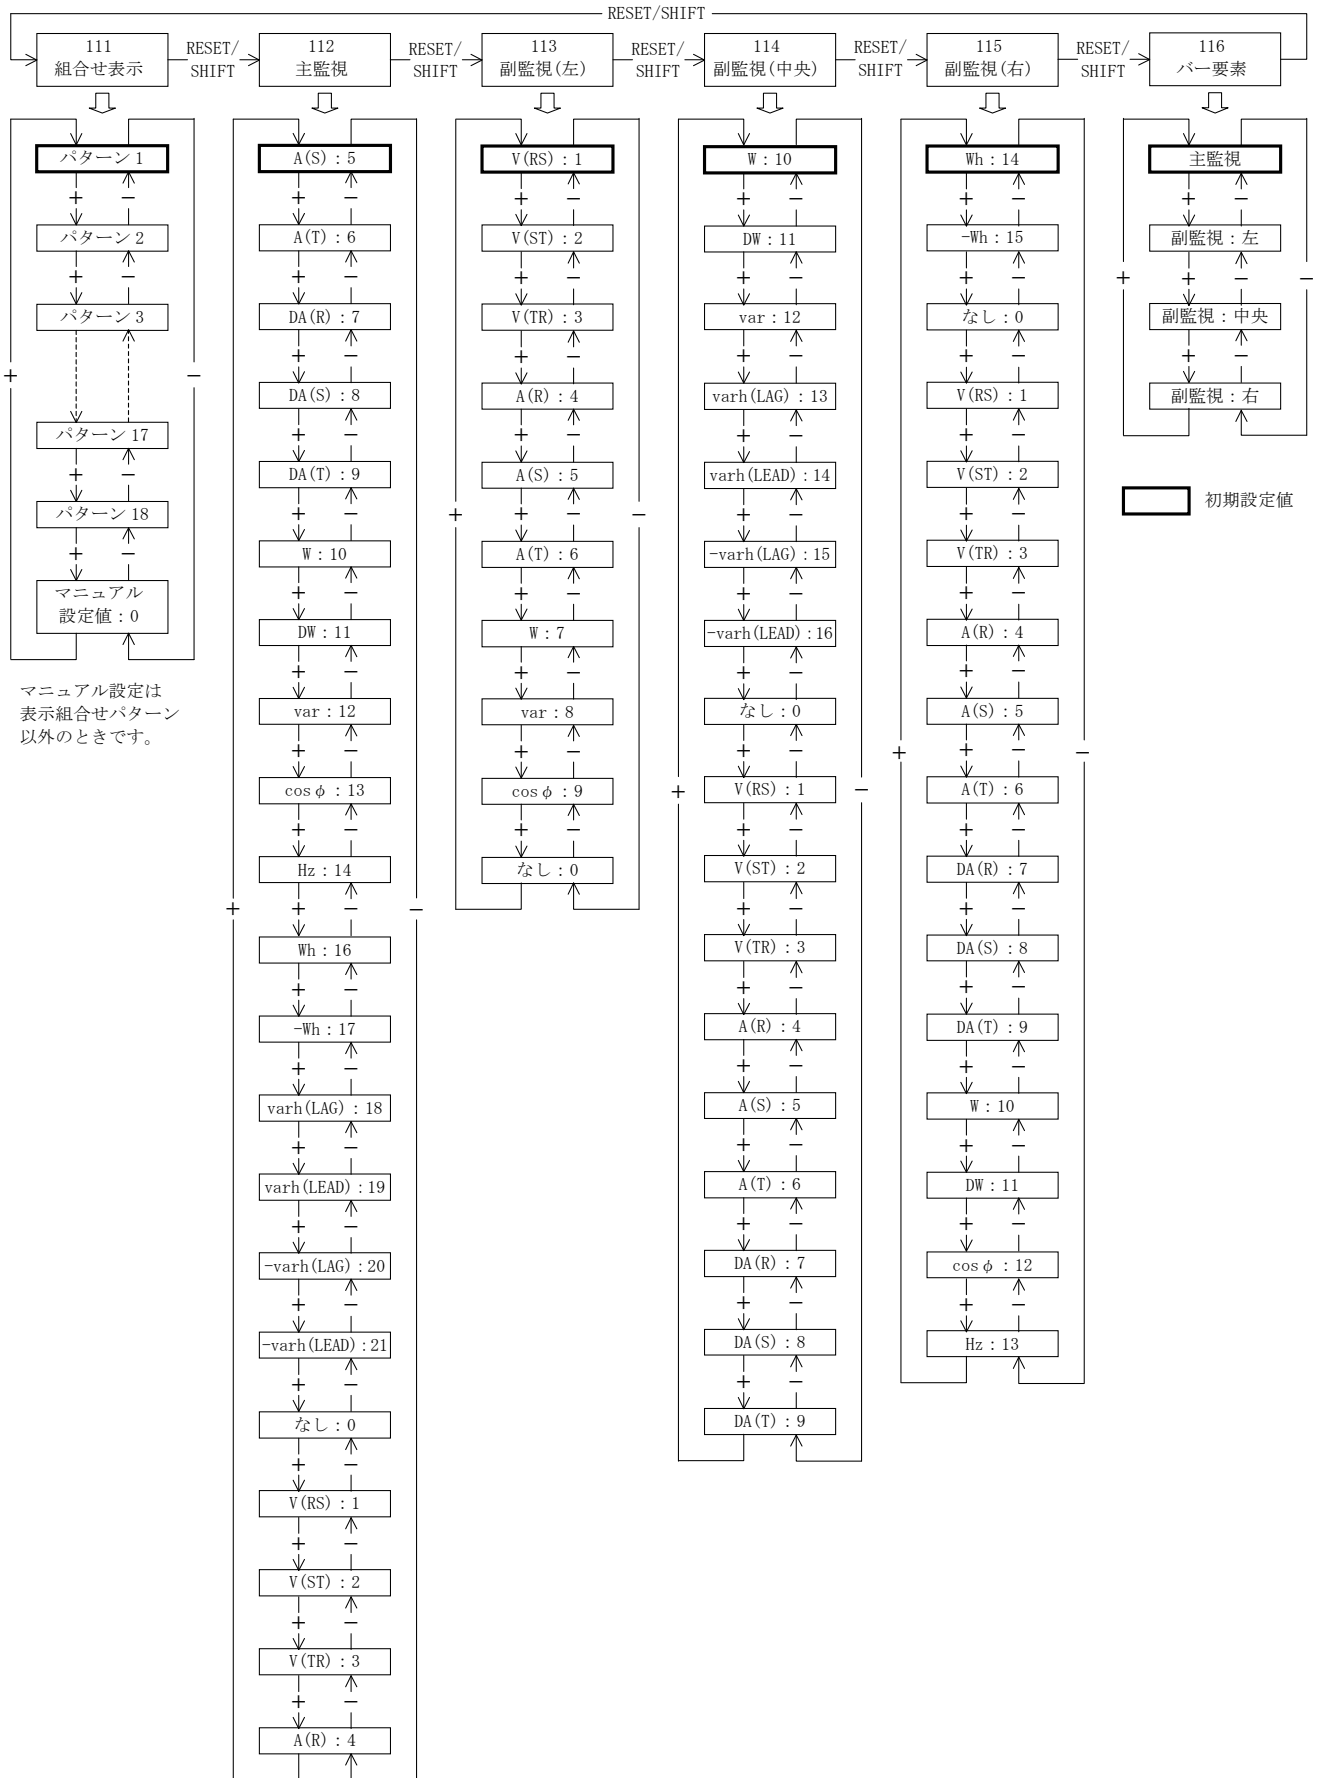 RESET/SHIFT
111
組合せ表示
RESET/
SHIFT
112
主監視
RESET/
SHIFT
113
副監視(左)
RESET/
SHIFT
114
副監視(中央)
RESET/
SHIFT
115
副監視(右)
RESET/
SHIFT
116
バー要素
パターン 1
+ −
パターン 2
+ −
パターン 3
+ −
パターン 17
+ −
パターン 18
+ −
マニュアル
設定値：0
マニュアル設定は
表示組合せパターン
以外のときです。
A(S)：5
+ −
A(T)：6
+ −
DA(R)：7
+ −
DA(S)：8
+ −
DA(T)：9
+ −
W：10
+ −
DW：11
+ −
var：12
+ −
cosφ：13
+ −
Hz：14
+ −
+ −
Wh：16
+ −
-Wh：17
+ −
varh(LAG)：18
+ −
varh(LEAD)：19
+ −
-varh(LAG)：20
+ −
-varh(LEAD)：21
+ −
なし：0
+ −
V(RS)：1
+ −
V(ST)：2
+ −
V(TR)：3
+ −
A(R)：4
V(RS)：1
+ −
V(ST)：2
+ −
V(TR)：3
+ −
A(R)：4
+ −
A(S)：5
+ −
+ −
A(T)：6
+ −
W：7
+ −
var：8
+ −
cosφ：9
+ −
なし：0
W：10
+ −
DW：11
+ −
var：12
+ −
varh(LAG)：13
+ −
varh(LEAD)：14
+ −
-varh(LAG)：15
+ −
-varh(LEAD)：16
+ −
なし：0
+ −
V(RS)：1
+ −
+ −
V(ST)：2
+ −
V(TR)：3
+ −
A(R)：4
+ −
A(S)：5
+ −
A(T)：6
+ −
DA(R)：7
+ −
DA(S)：8
+ −
DA(T)：9
Wh：14
+ −
-Wh：15
+ −
なし：0
+ −
V(RS)：1
+ −
V(ST)：2
+ −
V(TR)：3
+ −
A(R)：4
+ −
A(S)：5
+ −
+ −
A(T)：6
+ −
DA(R)：7
+ −
DA(S)：8
+ −
DA(T)：9
+ −
W：10
+ −
DW：11
+ −
cosφ：12
+ −
Hz：13
主監視
+ −
副監視：左
+ + − −
副監視：中央
+ −
副監視：右
初期設定値